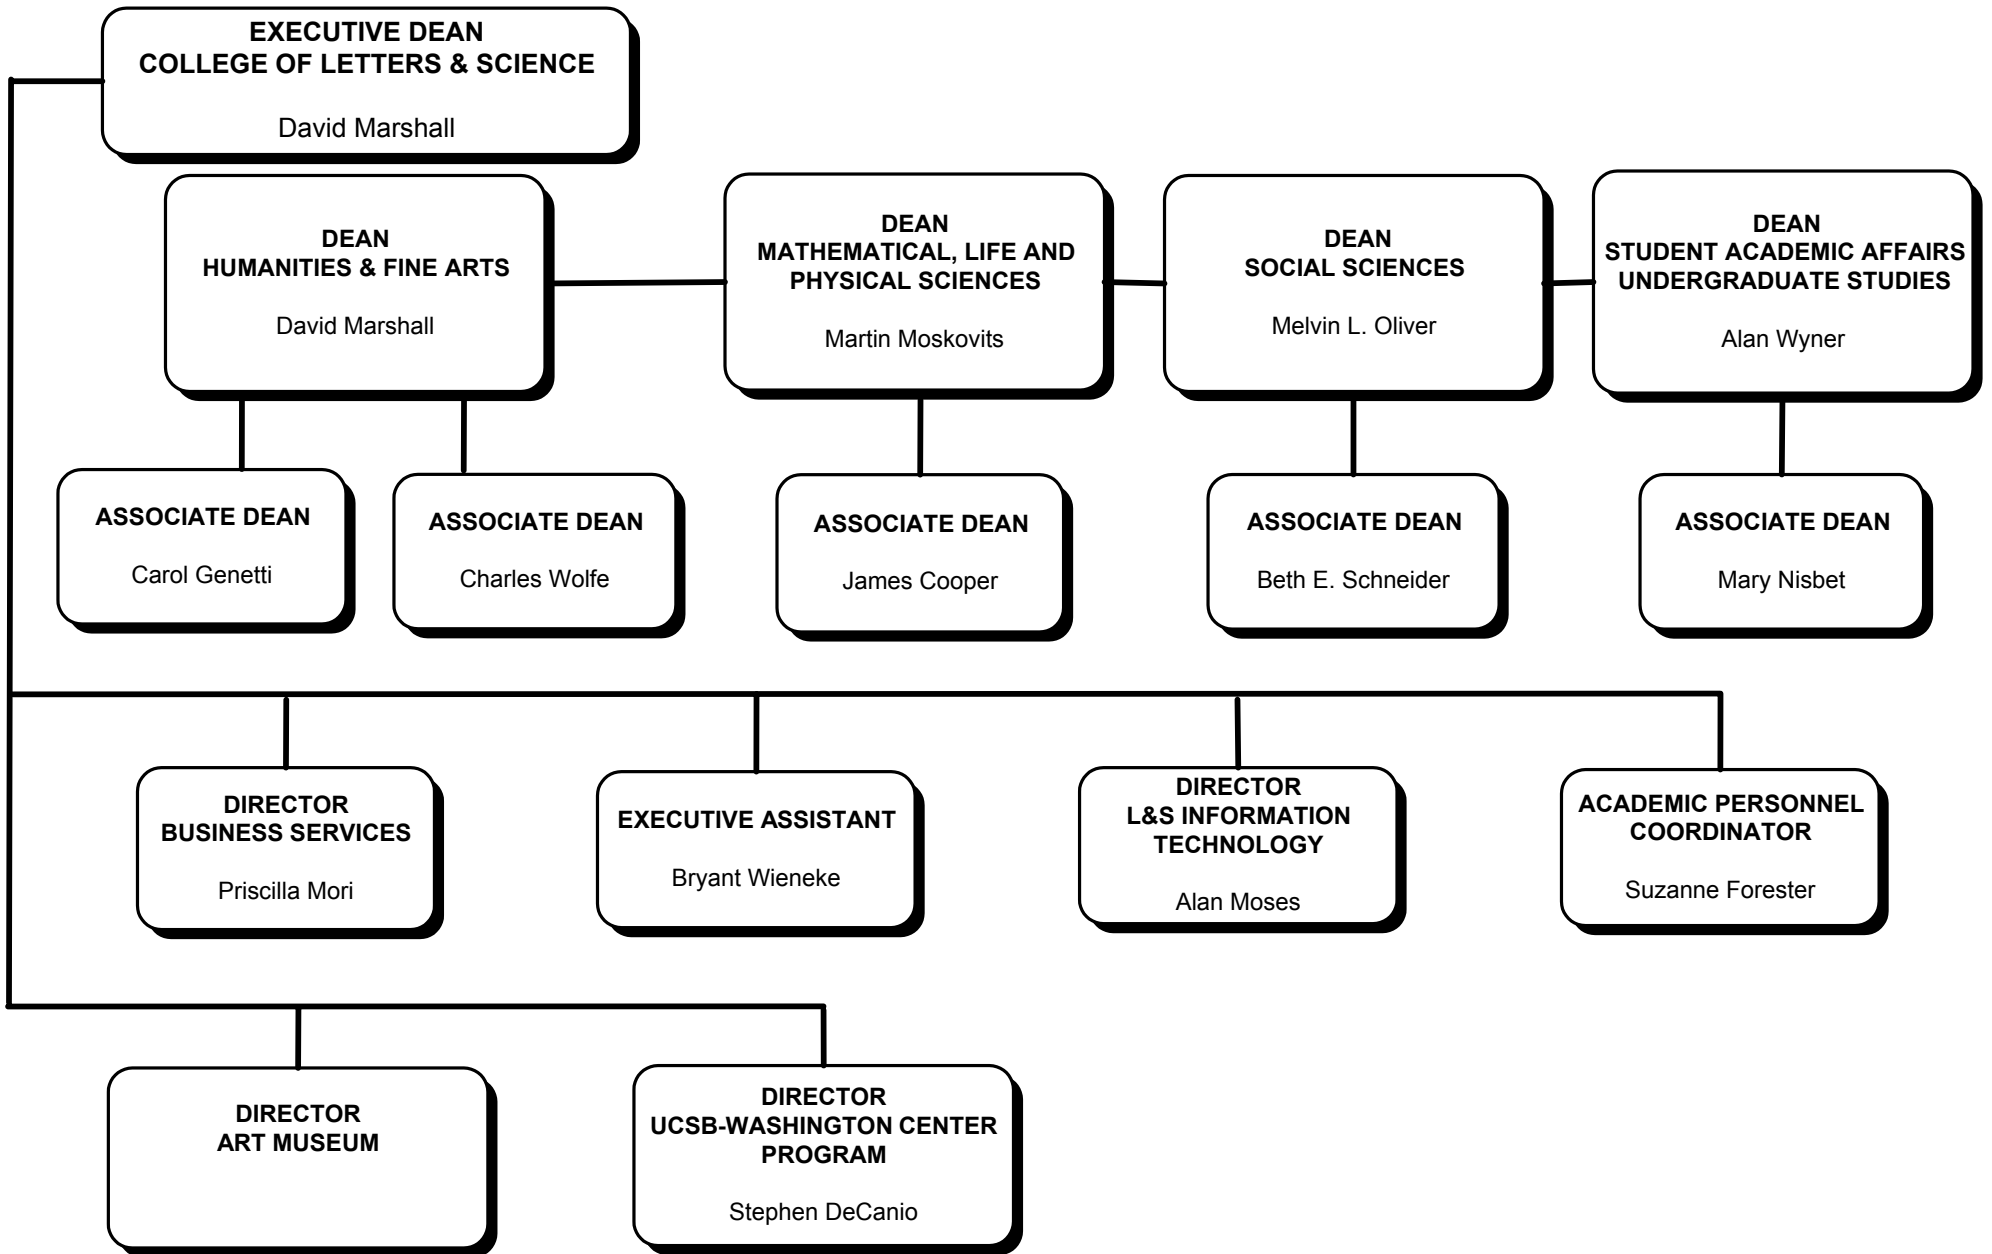 EXECUTIVE DEAN
COLLEGE OF LETTERS & SCIENCE
David Marshall
DEAN
HUMANITIES & FINE ARTS
David Marshall
DEAN
MATHEMATICAL, LIFE AND
PHYSICAL SCIENCES
Martin Moskovits
DEAN
SOCIAL SCIENCES
Melvin L. Oliver
DEAN
STUDENT ACADEMIC AFFAIRS
UNDERGRADUATE STUDIES
Alan Wyner
ASSOCIATE DEAN
Carol Genetti
ASSOCIATE DEAN
Charles Wolfe
ASSOCIATE DEAN
James Cooper
ASSOCIATE DEAN
Beth E. Schneider
ASSOCIATE DEAN
Mary Nisbet
DIRECTOR
BUSINESS SERVICES
Priscilla Mori
EXECUTIVE ASSISTANT
Bryant Wieneke
DIRECTOR
L&S INFORMATION
TECHNOLOGY
Alan Moses
ACADEMIC PERSONNEL
COORDINATOR
Suzanne Forester
DIRECTOR
ART MUSEUM
DIRECTOR
UCSB-WASHINGTON CENTER
PROGRAM
Stephen DeCanio